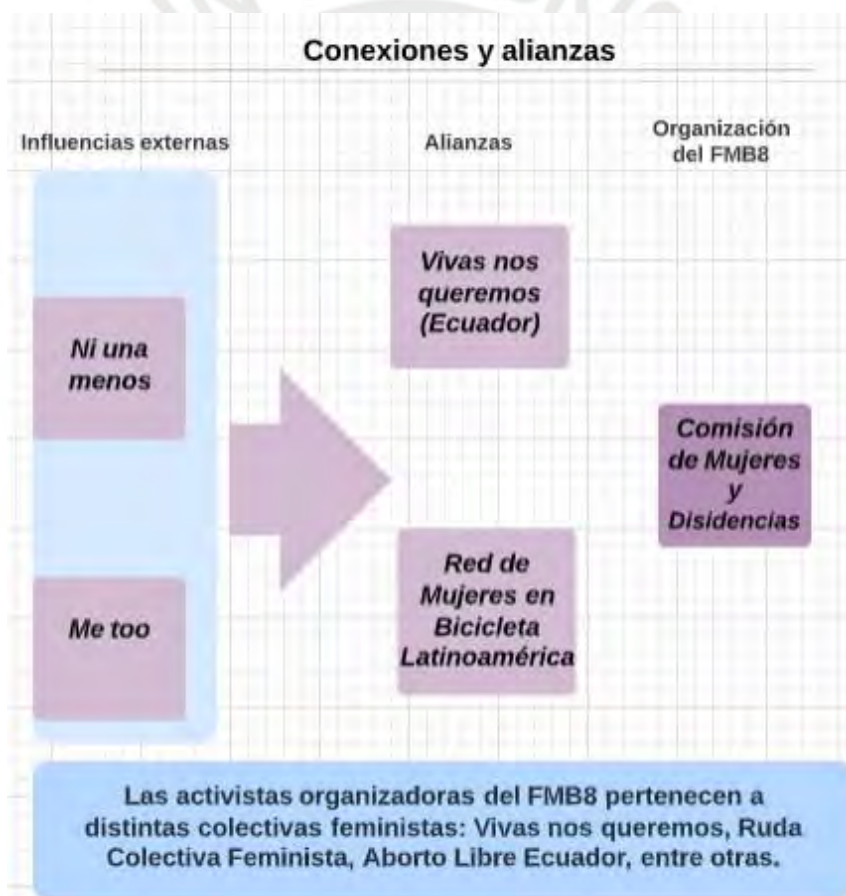 Conexiones y alianzas
Influencias externas
Alianzas
Organización
del FMB8
Vivas nos
queremos
(Ecuador)
Ni una
menos
Comisión
de Mujeres
y
Disidencias
Red de
Mujeres en
Bicicleta
Latinoamérica
Me too
Las activistas organizadoras del FMB8 pertenecen a
distintas colectivas feministas: Vivas nos queremos, Ruda
Colectiva Feminista, Aborto Libre Ecuador, entre otras.